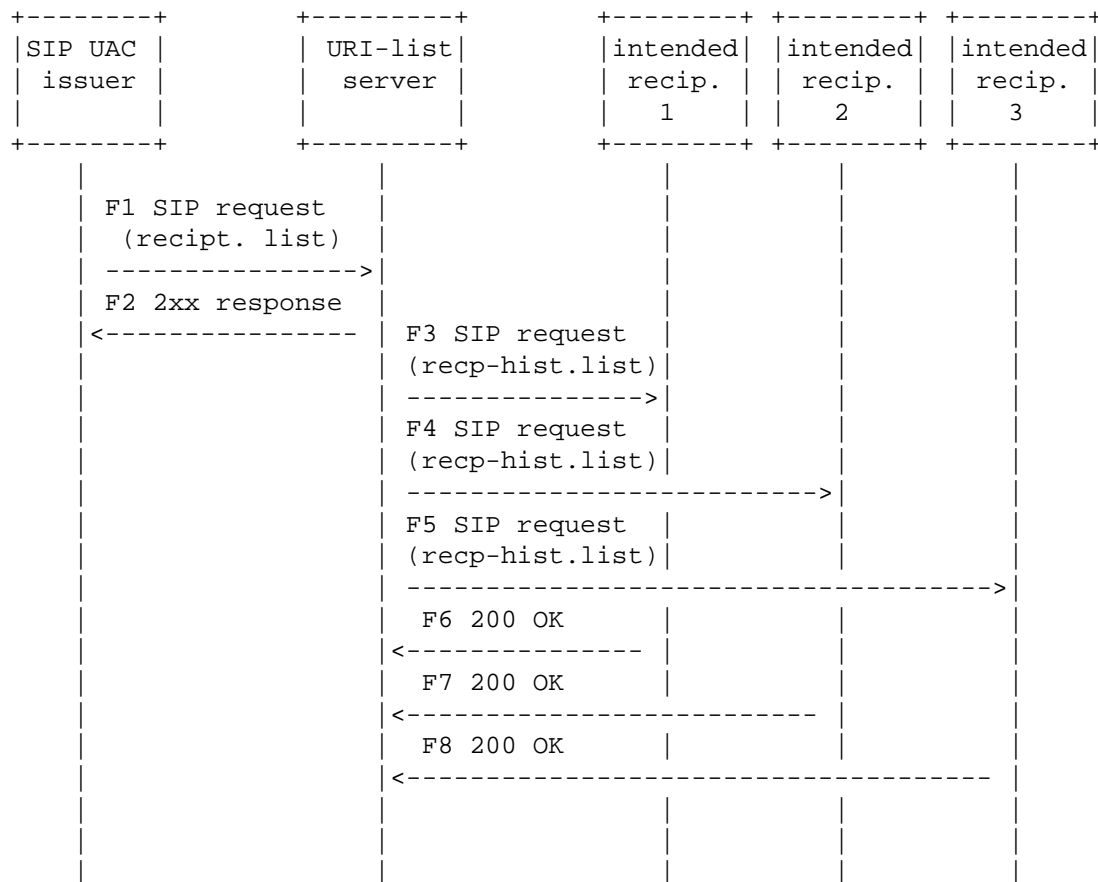 SIP UAC URI-list intended intended intended
issuer server recip. recip. recip.
1 2 3
F1 SIP request
(recipt. list)
F2 2xx response
F3 SIP request
(recp-hist.list)
F4 SIP request
(recp-hist.list)
F5 SIP request
(recp-hist.list)
F6 200 OK
F7 200 OK
F8 200 OK